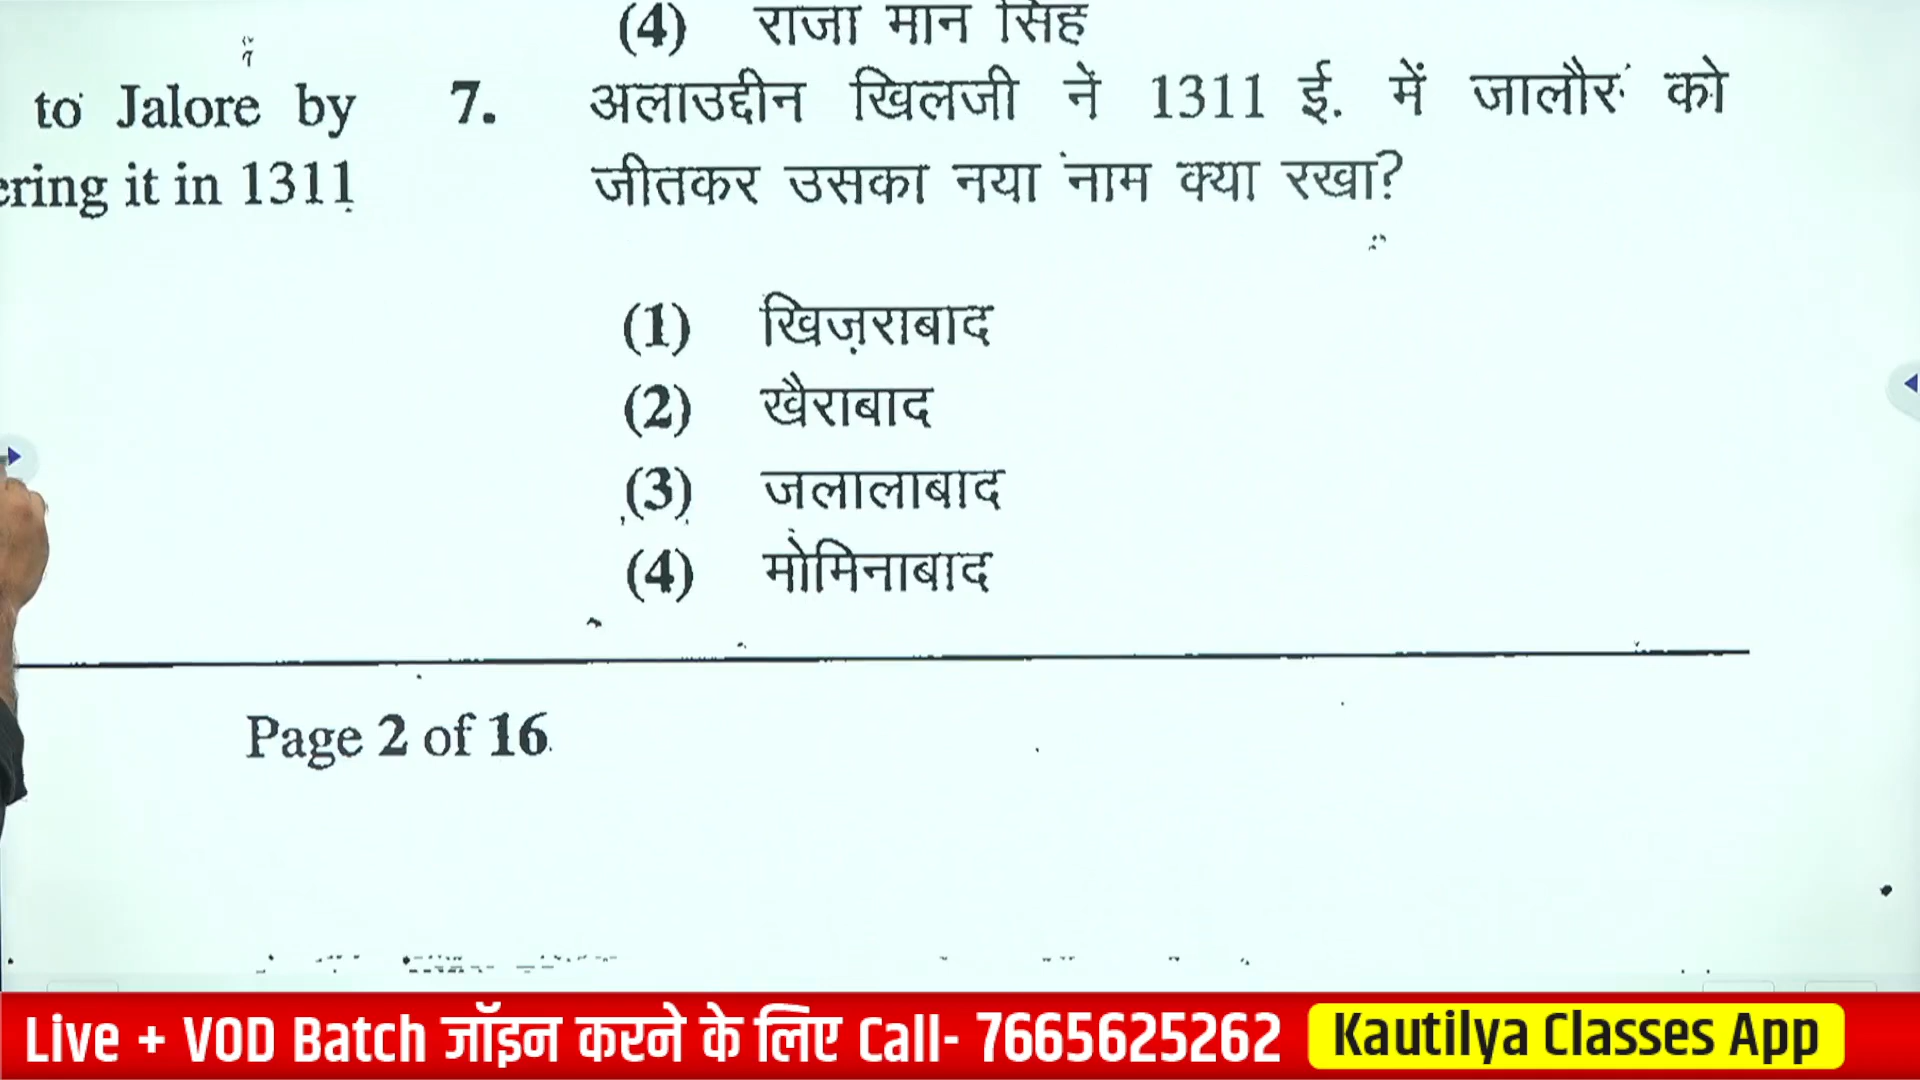 (4) राजा मान सिंह
to Jalore by
ering it in 1311
7. अलाउद्दीन खिलजी ने 1311 ई. में जालौर को
जीतकर उसका नया नाम क्या रखा?
(1) खिज़राबाद
(2) खैराबाद
(3) जलालाबाद
(4) मोमिनाबाद
Page 2 of 16
Live + VOD Batch जॉइन करने के लिए Call- 7665625262 Kautilya Classes App